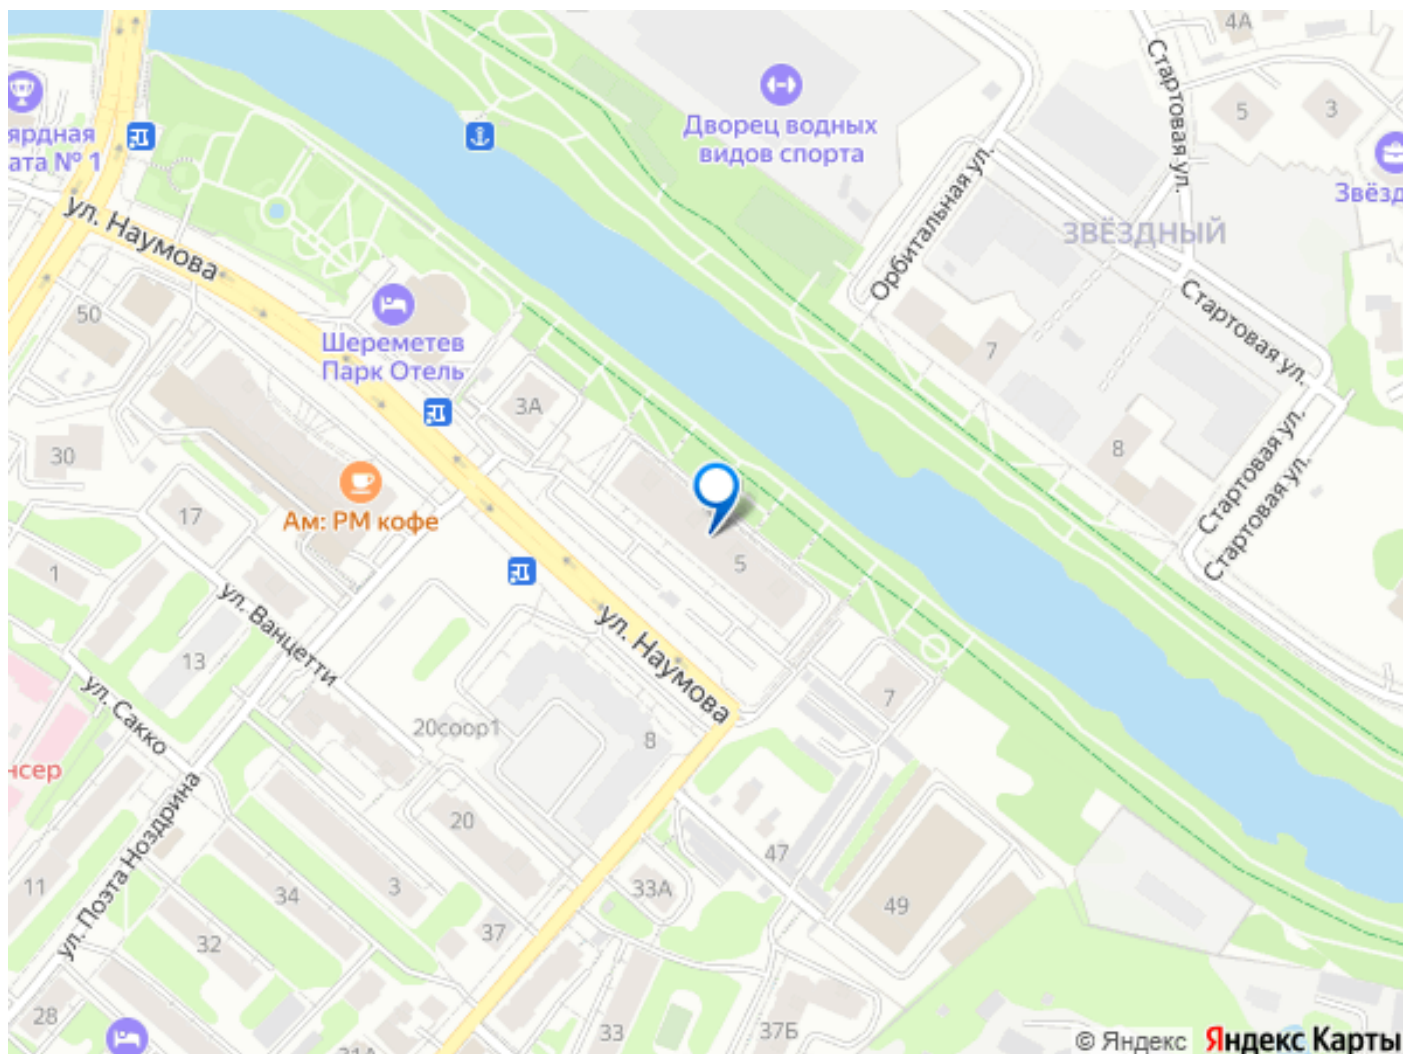 4А
Стартовая ул.
5
3
Дворец водных
видов спорта
ярдная
ата № 1
Звёзд
ул. Наумова
Орбитальная ул.
ЗВЁЗДНЫЙ
50
Шереметев
Парк Отель
Стартовая ул.
7
3А
30
8
Стартовая ул.
Стартовая ул.
Ам: РМ кофе
17
5
1
ул. Ванцетти
ул. Наумова
13
7
ул. Сакко
20соор1
8
нсер
20
47
ул. Поэта Ноздрина
11
34
3
33А
49
32
37
28
33
37Б
31А
© Яндекс Яндекс Карты